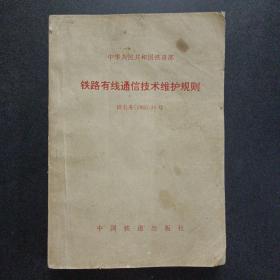 中华人民共和国铁道部
铁路有线通信技术维护规则
中国铁道出版社